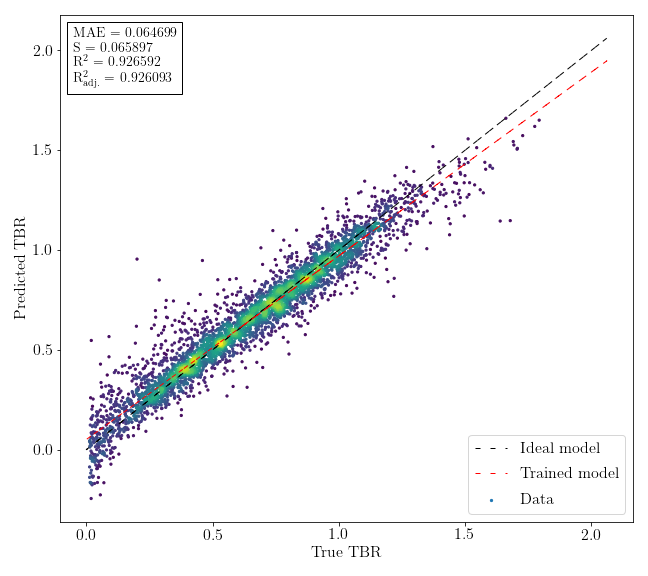 MAE = 0.064699
S = 0.065897
R² = 0.926592
R²adj. = 0.926093
2.0
1.5
1.0
0.5
0.0
Predicted TBR
Ideal model
Trained model
Data
0.0 0.5 1.0 1.5 2.0
True TBR